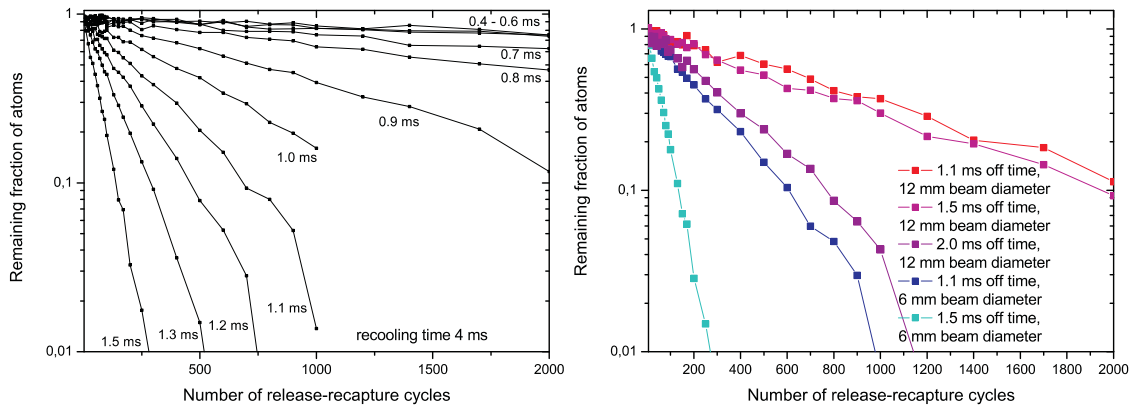 1
0.4 - 0.6 ms
0.7 ms
0.8 ms
0.9 ms
1.0 ms
0,1
1.1 ms
1.2 ms
1.3 ms
1.5 ms
recooling time 4 ms
0,01
500
1000
1500
2000
Number of release-recapture cycles
Remaining fraction of atoms
1
0,1
1.1 ms off time,
12 mm beam diameter
1.5 ms off time,
12 mm beam diameter
2.0 ms off time,
12 mm beam diameter
1.1 ms off time,
6 mm beam diameter
1.5 ms off time,
6 mm beam diameter
0,01
200 400 600 800 1000 1200 1400 1600 1800 2000
Number of release-recapture cycles
Remaining fraction of atoms